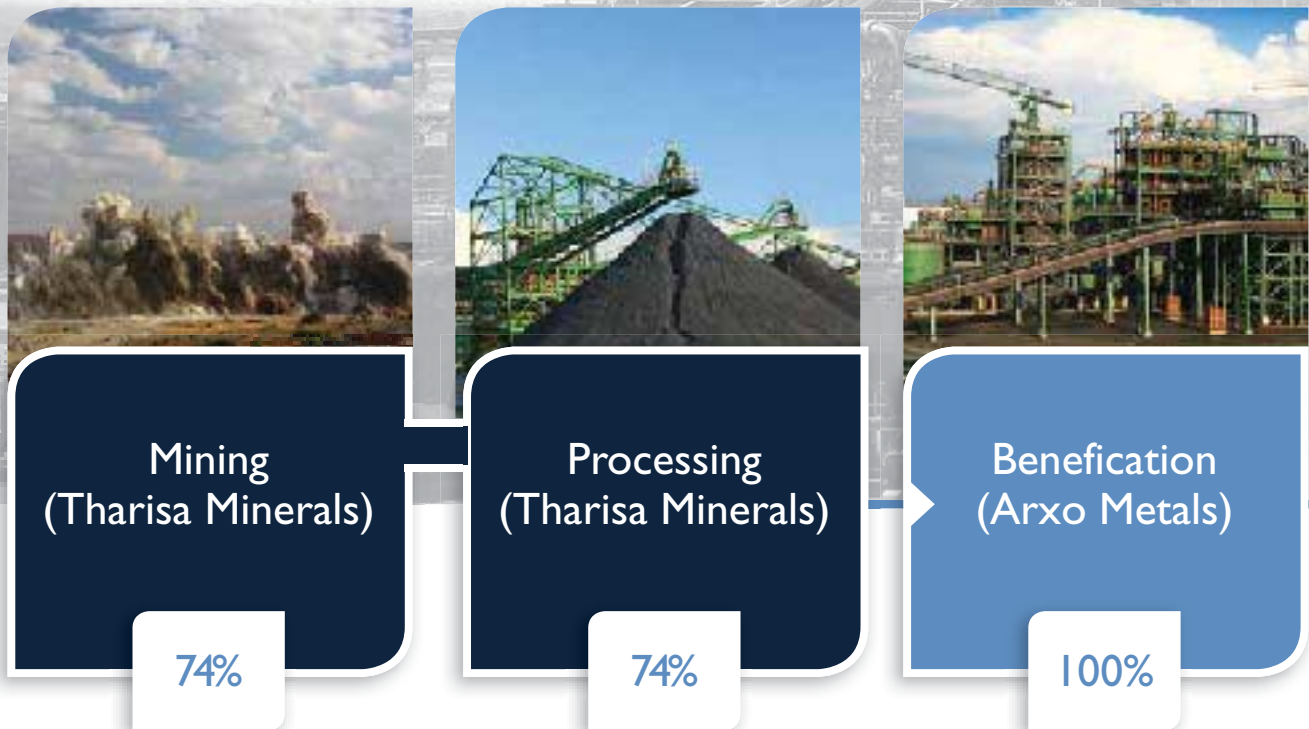 Mining
(Tharisa Minerals)
74%
Processing
(Tharisa Minerals)
74%
Benefication
(Arxo Metals)
100%